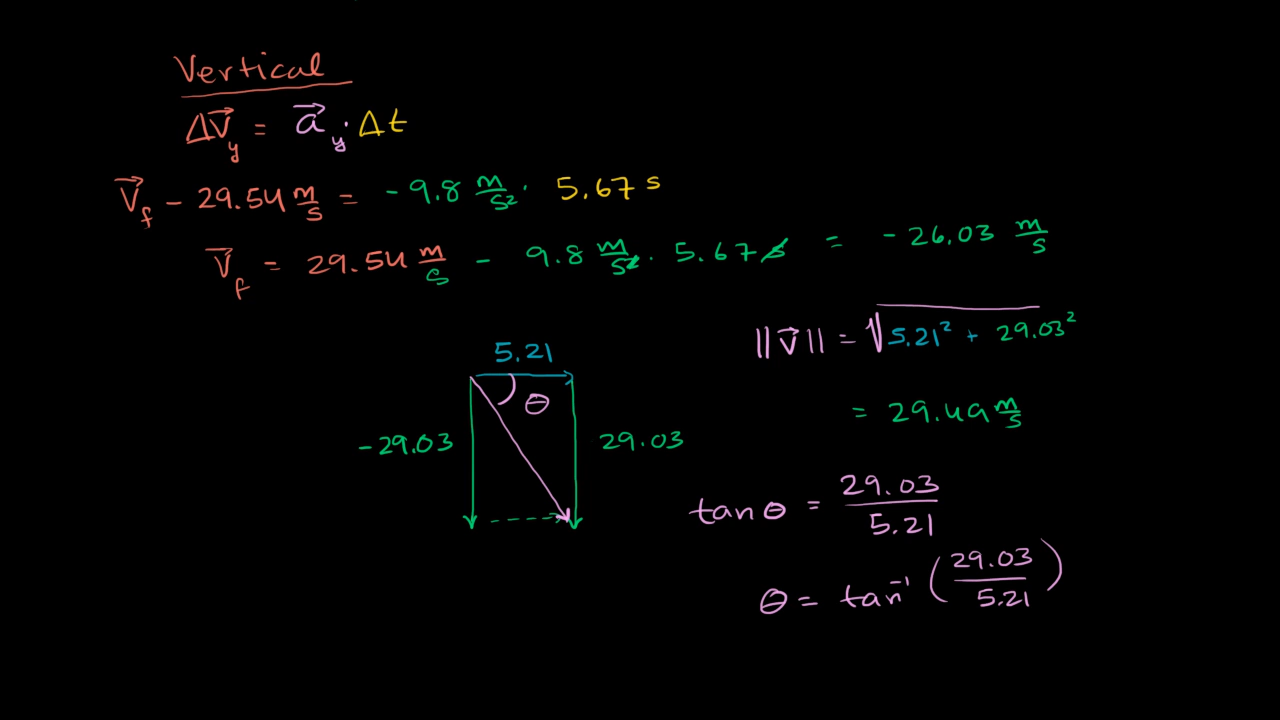 Vertical
Δv⃗y = a⃗y · Δt
v⃗f - 29.54 m/s = -9.8 m/s² · 5.67 s
v⃗f = 29.54 m/s - 9.8 m/s² · 5.67 s = -26.03 m/s
||v⃗|| = √5.21² + 29.03²
5.21
θ
= 29.49 m/s
-29.03
29.03
tan θ = 29.03/5.21
θ = tan⁻¹ (29.03/5.21)